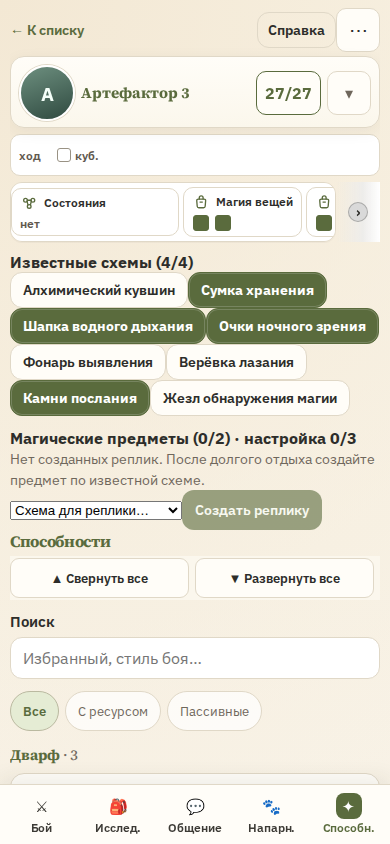 ← К списку
Справка
⋯
А
Артефактор 3
27/27
▼
ход
куб.
Состояния
нет
Магия вещей
›
Известные схемы (4/4)
Алхимический кувшин
Сумка хранения
Шапка водного дыхания
Очки ночного зрения
Фонарь выявления
Верёвка лазания
Камни послания
Жезл обнаружения магии
Магические предметы (0/2) · настройка 0/3
Нет созданных реплик. После долгого отдыха создайте
предмет по известной схеме.
Схема для реплики…
Создать реплику
Способности
▲ Свернуть все
▼ Развернуть все
Поиск
Избранный, стиль боя…
Все
С ресурсом
Пассивные
Дварф · 3
Бой
Исслед.
Общение
Напарн.
Способн.